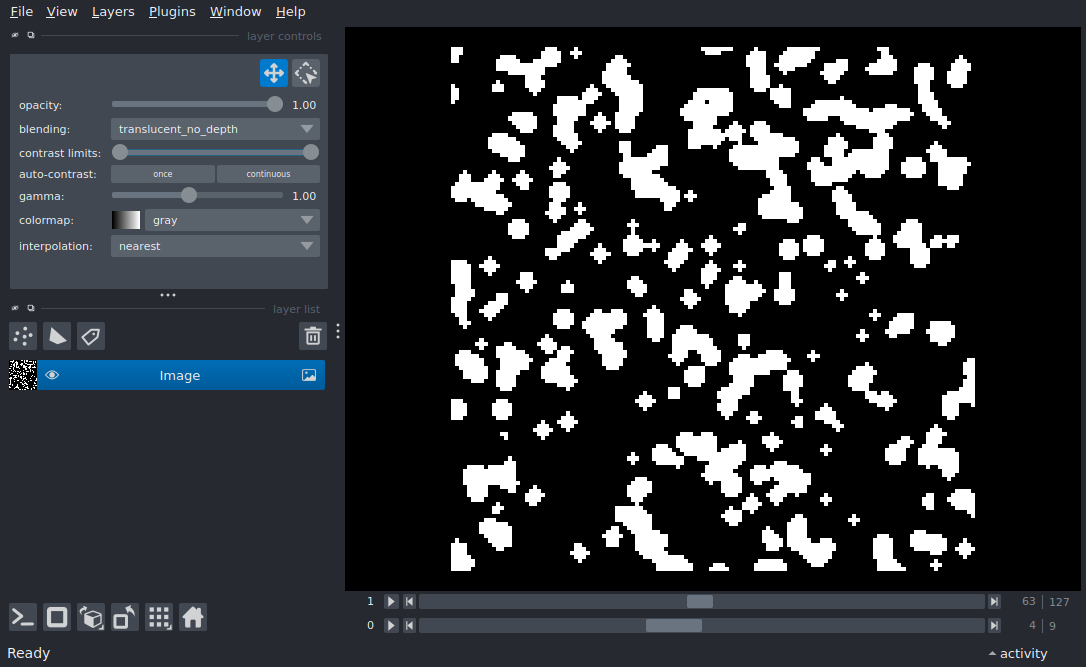 File View Layers Plugins Window Help
layer controls
opacity: 1.00
blending: translucent_no_depth
contrast limits:
auto-contrast: once continuous
gamma: 1.00
colormap: gray
interpolation: nearest
layer list
Image
1 63 127
0 4 9
Ready activity